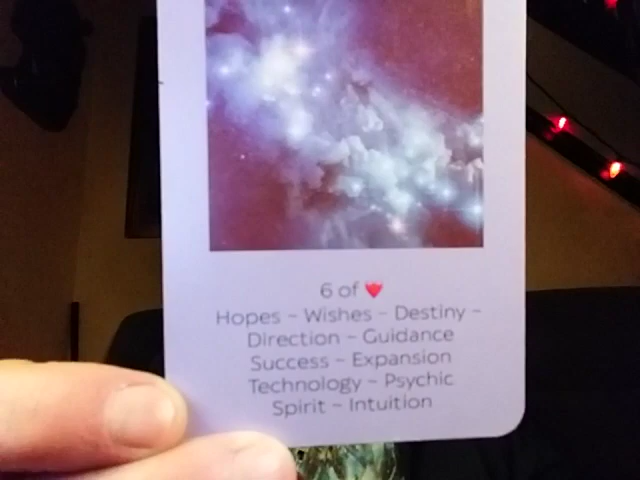 6 of ♥
Hopes - Wishes - Destiny -
Direction - Guidance
Success - Expansion
Technology - Psychic
Spirit - Intuition